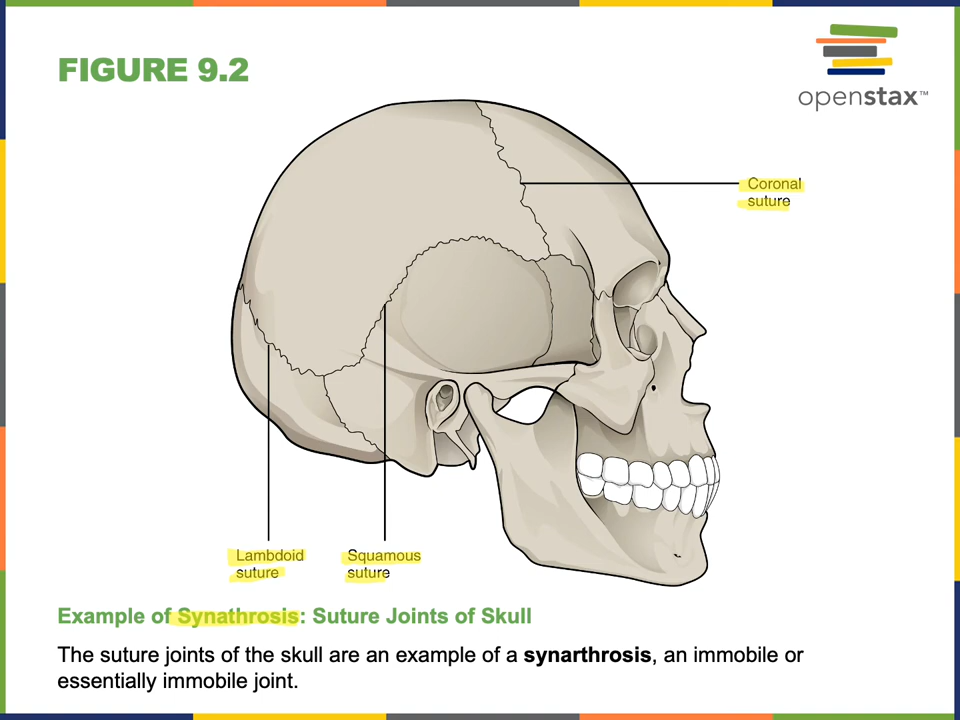 FIGURE 9.2
openstax™
Coronal
suture
Lambdoid
suture
Squamous
suture
Example of Synathrosis: Suture Joints of Skull
The suture joints of the skull are an example of a synarthrosis, an immobile or
essentially immobile joint.